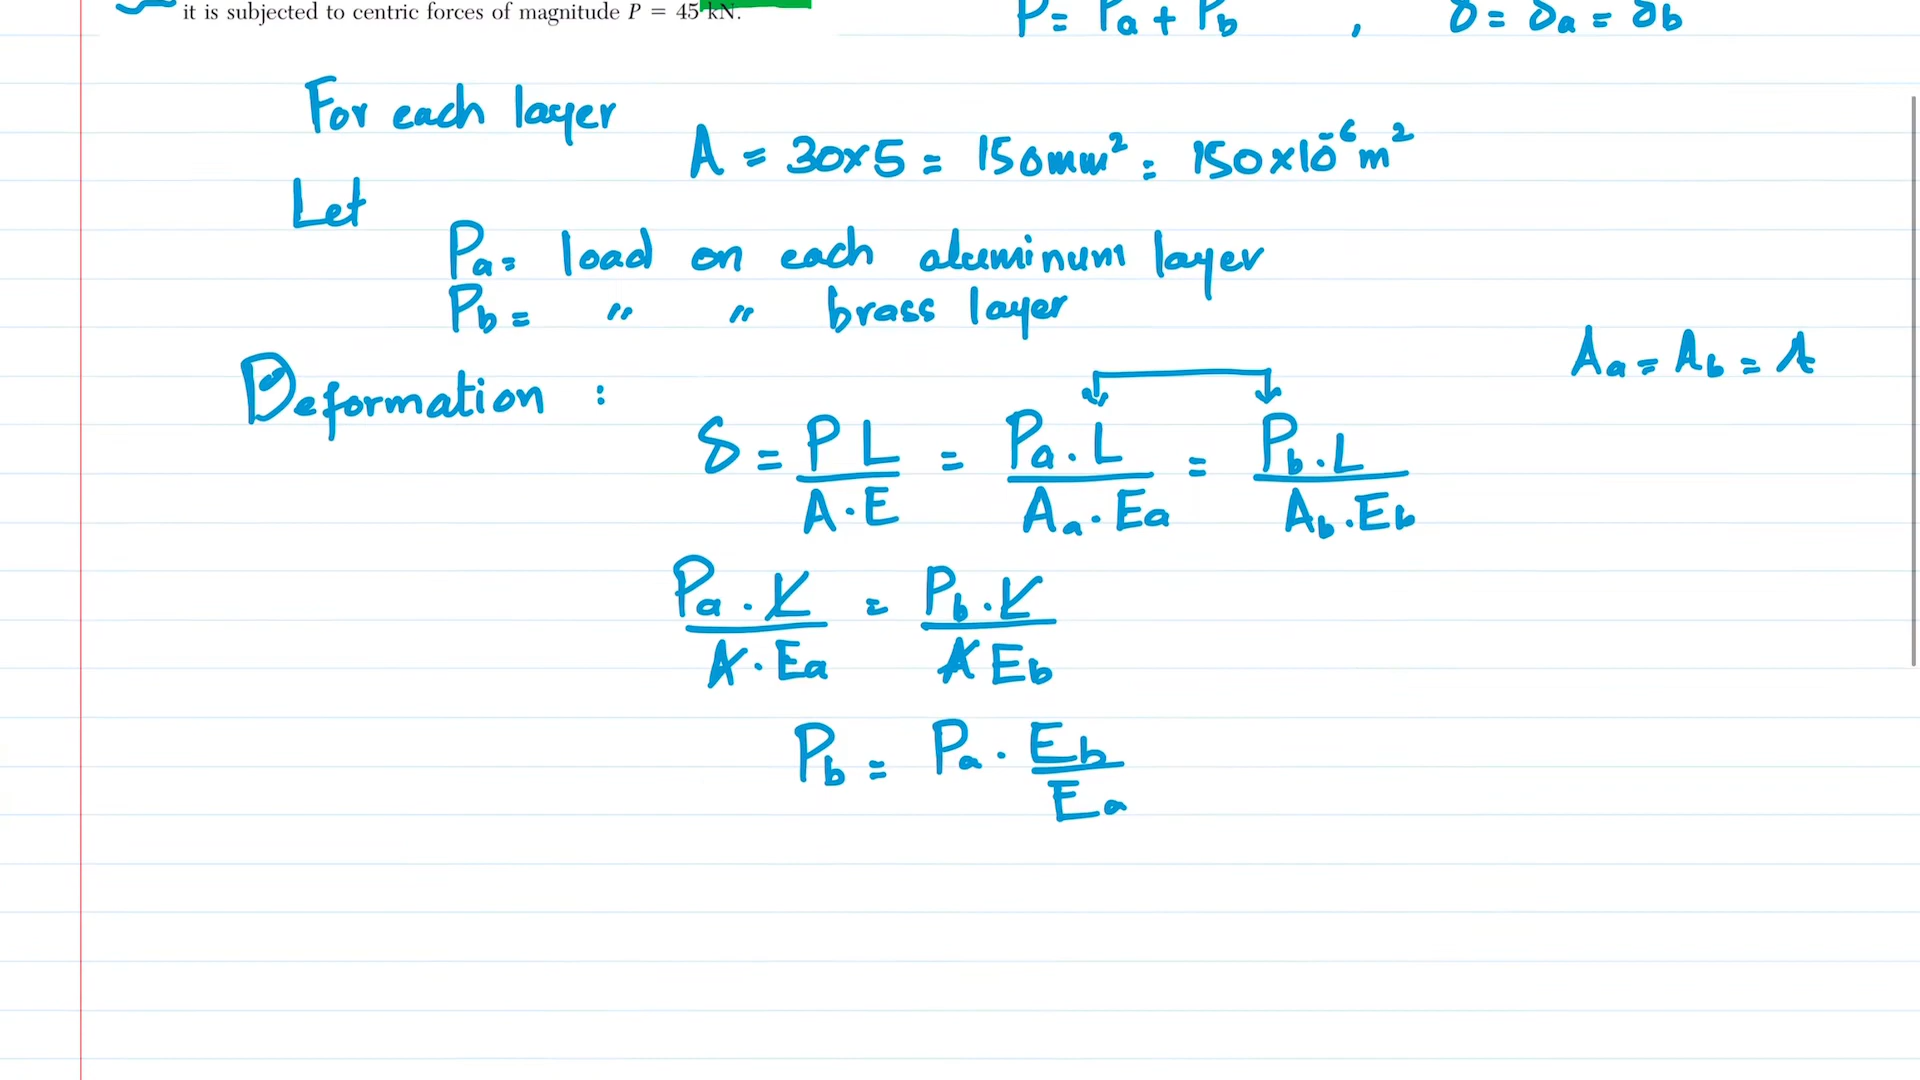 it is subjected to centric forces of magnitude P = 45 kN.
P = Pa + Pb , δ = δa = δb
For each layer
A = 30x5 = 150mm² = 150x10⁻⁶m²
Let
Pa = load on each aluminum layer
Pb = " " brass layer
Aa = Ab = A
Deformation :
δ = PL/A·E = Pa·L/Aa·Ea = Pb·L/Ab·Eb
Pa·L/A·Ea = Pb·L/A Eb
Pb = Pa·Eb/Ea